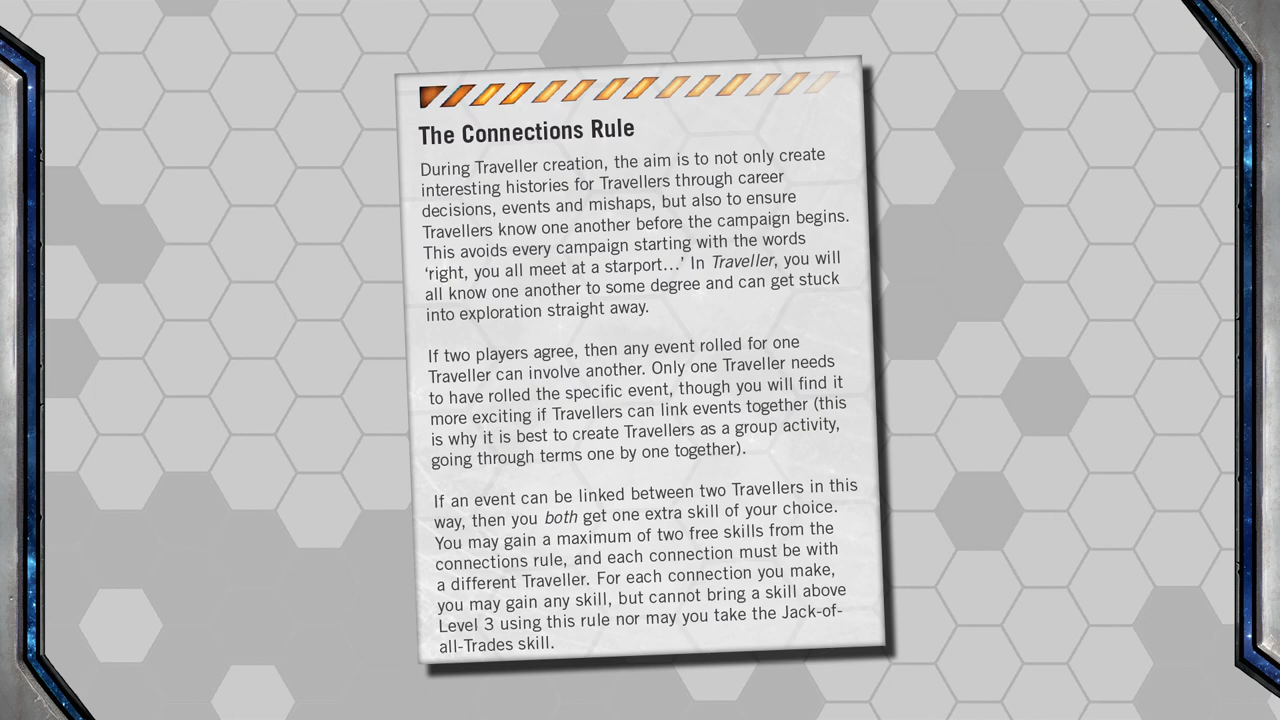 The Connections Rule
During Traveller creation, the aim is to not only create
interesting histories for Travellers through career
decisions, events and mishaps, but also to ensure
Travellers know one another before the campaign begins.
This avoids every campaign starting with the words
‘right, you all meet at a starport…’ In Traveller, you will
all know one another to some degree and can get stuck
into exploration straight away.
If two players agree, then any event rolled for one
Traveller can involve another. Only one Traveller needs
to have rolled the specific event, though you will find it
more exciting if Travellers can link events together (this
is why it is best to create Travellers as a group activity,
going through terms one by one together).
If an event can be linked between two Travellers in this
way, then you both get one extra skill of your choice.
You may gain a maximum of two free skills from the
connections rule, and each connection must be with
a different Traveller. For each connection you make,
you may gain any skill, but cannot bring a skill above
Level 3 using this rule nor may you take the Jack-of-
all-Trades skill.